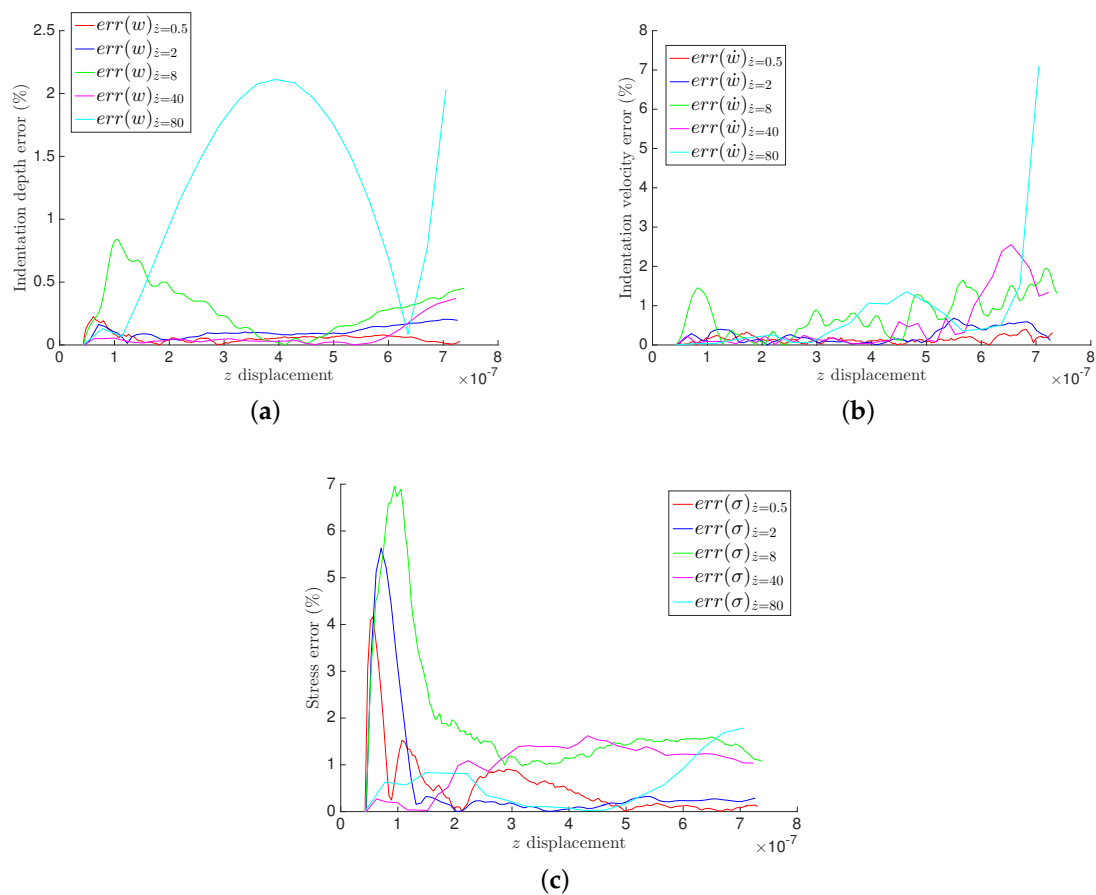 2.5
2
1.5
1
0.5
0
Indentation depth error (%)
err(w)ż=0.5
err(w)ż=2
err(w)ż=8
err(w)ż=40
err(w)ż=80
0 1 2 3 4 5 6 7 8
×10⁻⁷
z displacement
(a)
8
7
6
5
4
3
2
1
0
Indentation velocity error (%)
err(ẇ)ż=0.5
err(ẇ)ż=2
err(ẇ)ż=8
err(ẇ)ż=40
err(ẇ)ż=80
0 1 2 3 4 5 6 7 8
×10⁻⁷
z displacement
(b)
7
6
5
4
3
2
1
0
Stress error (%)
err(σ)ż=0.5
err(σ)ż=2
err(σ)ż=8
err(σ)ż=40
err(σ)ż=80
0 1 2 3 4 5 6 7 8
×10⁻⁷
z displacement
(c)